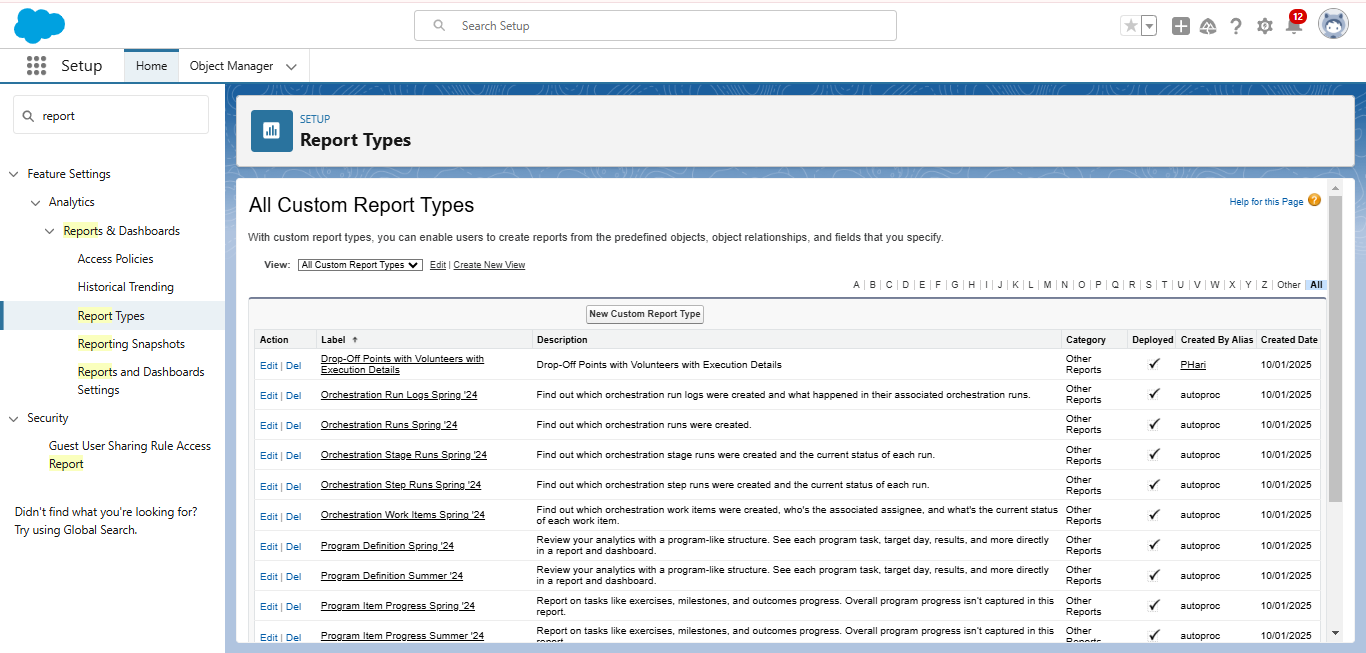 Search Setup
12
Setup
Home
Object Manager
report
Feature Settings
Analytics
Reports & Dashboards
Access Policies
Historical Trending
Report Types
Reporting Snapshots
Reports and Dashboards
Settings
Security
Guest User Sharing Rule Access
Report
Didn't find what you're looking for?
Try using Global Search.
SETUP
Report Types
All Custom Report Types
Help for this Page ?
With custom report types, you can enable users to create reports from the predefined objects, object relationships, and fields that you specify.
View: All Custom Report Types Edit | Create New View
A | B | C | D | E | F | G | H | I | J | K | L | M | N | O | P | Q | R | S | T | U | V | W | X | Y | Z | Other All
New Custom Report Type
Action Label Description Category Deployed Created By Alias Created Date
Edit | Del Drop-Off Points with Volunteers with Drop-Off Points with Volunteers with Execution Details Other PHari 10/01/2025
Execution Details Reports
Edit | Del Orchestration Run Logs Spring '24 Find out which orchestration run logs were created and what happened in their associated orchestration runs. Other autoproc 10/01/2025
Reports
Edit | Del Orchestration Runs Spring '24 Find out which orchestration runs were created. Other autoproc 10/01/2025
Reports
Edit | Del Orchestration Stage Runs Spring '24 Find out which orchestration stage runs were created and the current status of each run. Other autoproc 10/01/2025
Reports
Edit | Del Orchestration Step Runs Spring '24 Find out which orchestration step runs were created and the current status of each run. Other autoproc 10/01/2025
Reports
Edit | Del Orchestration Work Items Spring '24 Find out which orchestration work items were created, who's the associated assignee, and what's the current status Other autoproc 10/01/2025
of each work item. Reports
Edit | Del Program Definition Spring '24 Review your analytics with a program-like structure. See each program task, target day, results, and more directly Other autoproc 10/01/2025
in a report and dashboard. Reports
Edit | Del Program Definition Summer '24 Review your analytics with a program-like structure. See each program task, target day, results, and more directly Other autoproc 10/01/2025
in a report and dashboard. Reports
Edit | Del Program Item Progress Spring '24 Report on tasks like exercises, milestones, and outcomes progress. Overall program progress isn't captured in this Other autoproc 10/01/2025
report. Reports
Edit | Del Program Item Progress Summer '24 Report on tasks like exercises, milestones, and outcomes progress. Overall program progress isn't captured in this Other autoproc 10/01/2025
report. Reports